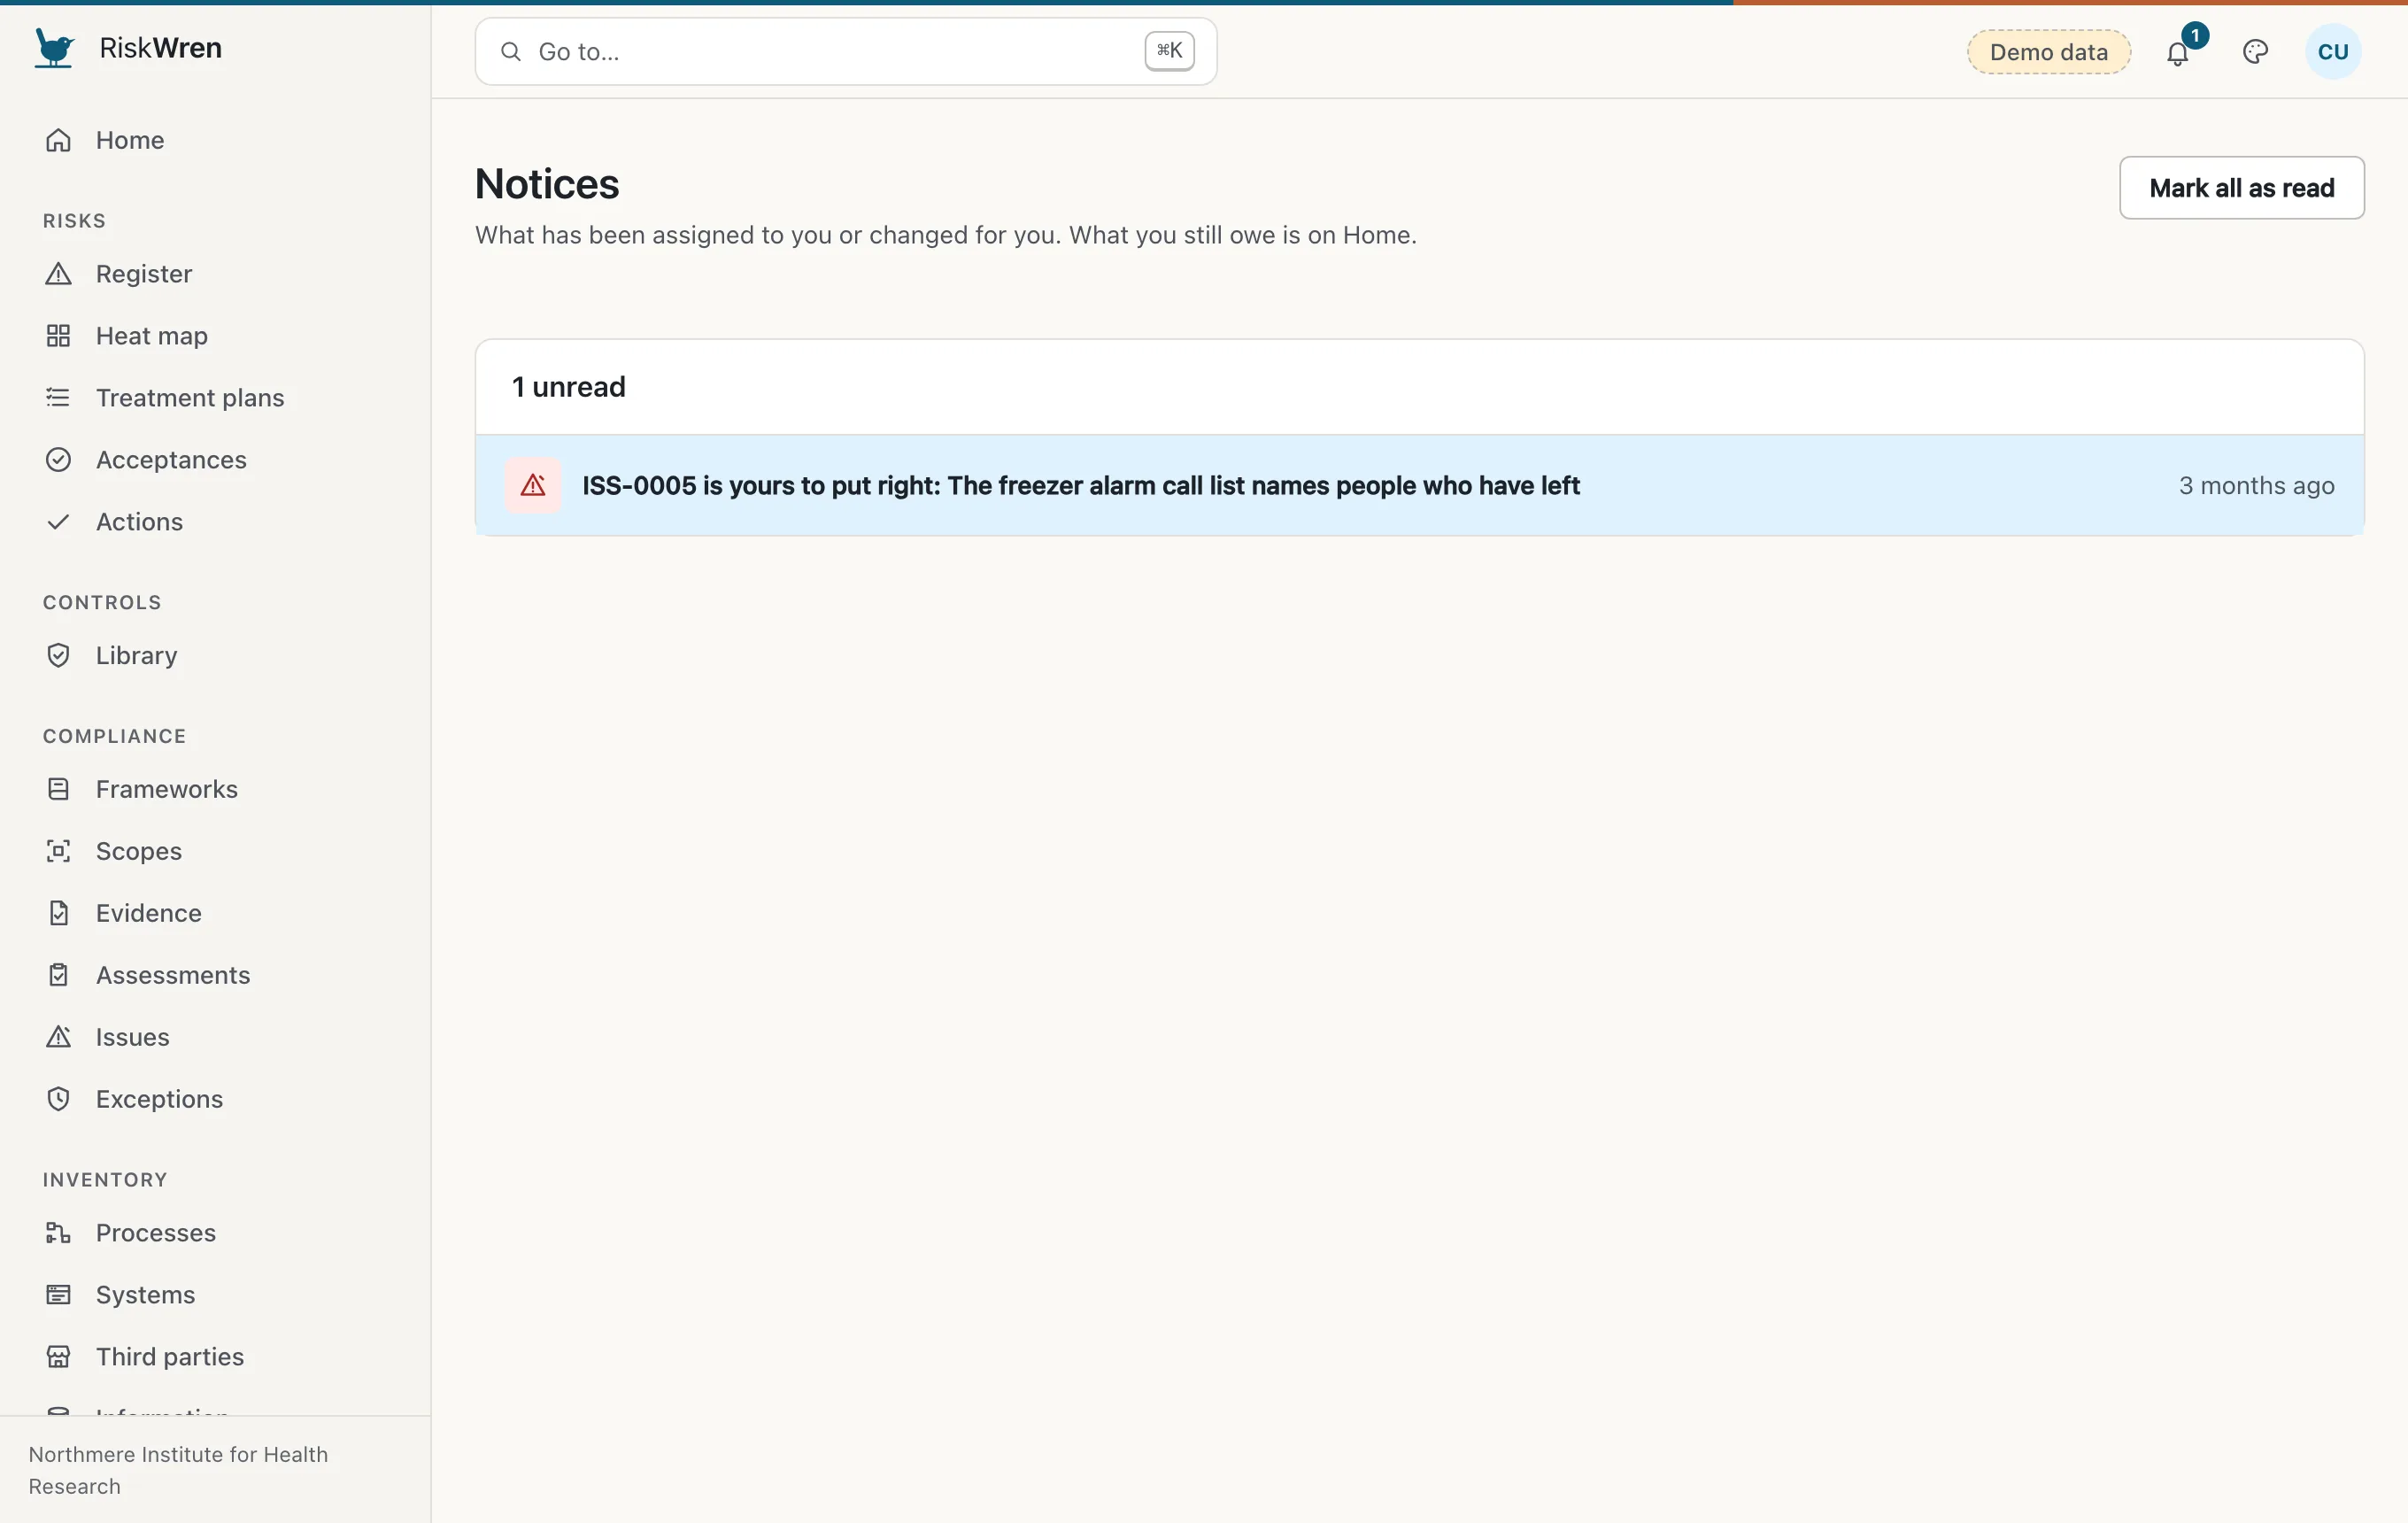 RiskWren
Go to...
⌘K
Demo data
1
CU
Home
RISKS
Register
Heat map
Treatment plans
Acceptances
Actions
CONTROLS
Library
COMPLIANCE
Frameworks
Scopes
Evidence
Assessments
Issues
Exceptions
INVENTORY
Processes
Systems
Third parties
Information
Northmere Institute for Health
Research
Notices
Mark all as read
What has been assigned to you or changed for you. What you still owe is on Home.
1 unread
ISS-0005 is yours to put right: The freezer alarm call list names people who have left
3 months ago